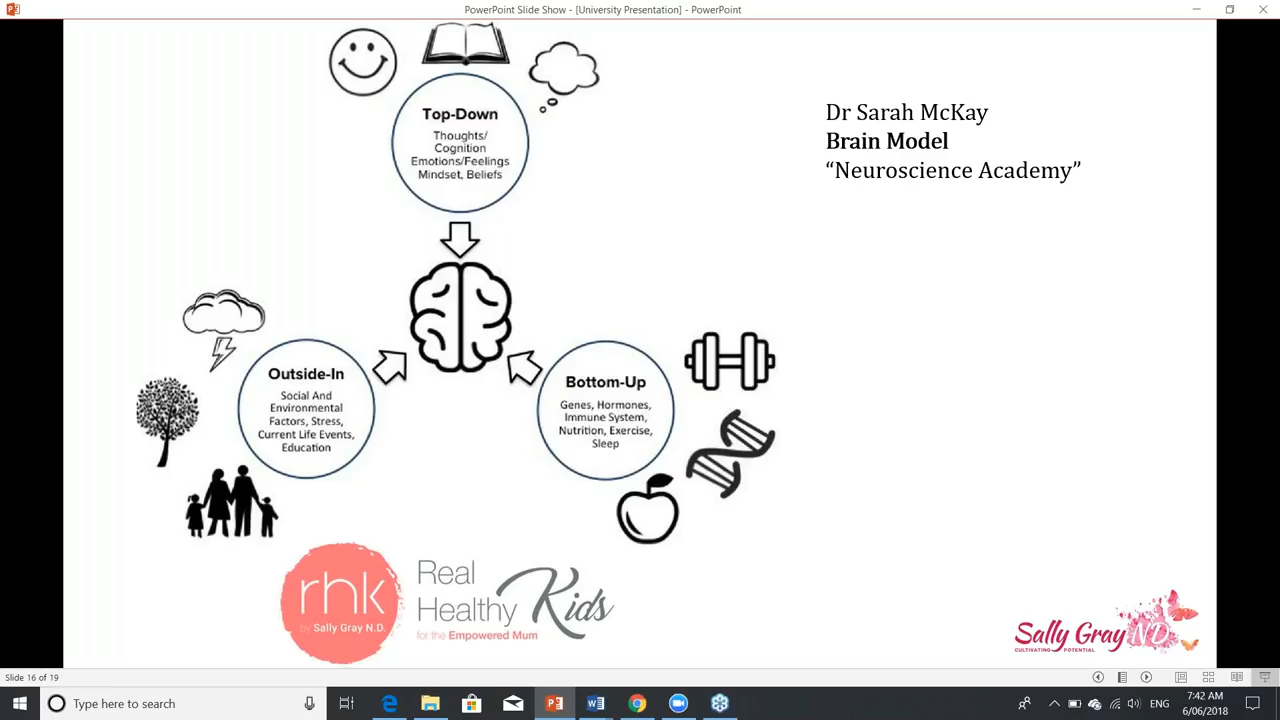 PowerPoint Slide Show - [University Presentation] - PowerPoint
Top-Down
Thoughts/
Cognition
Emotions/Feelings
Mindset, Beliefs
Dr Sarah McKay
Brain Model
“Neuroscience Academy”
Outside-In
Social And
Environmental
Factors, Stress,
Current Life Events,
Education
Bottom-Up
Genes, Hormones,
Immune System,
Nutrition, Exercise,
Sleep
rhk
by Sally Gray N.D.
Real
Healthy Kids
for the Empowered Mum
Sally Gray ND
CULTIVATING POTENTIAL
Slide 16 of 19
Type here to search
ENG
7:42 AM
6/06/2018